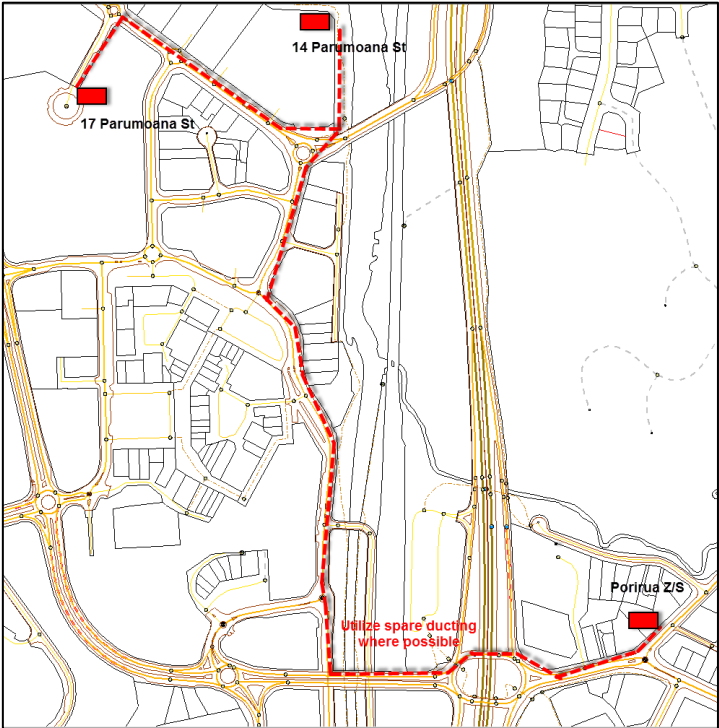 14 Parumoana St
17 Parumoana St
Porirua Z/S
Utilize spare ducting
where possible